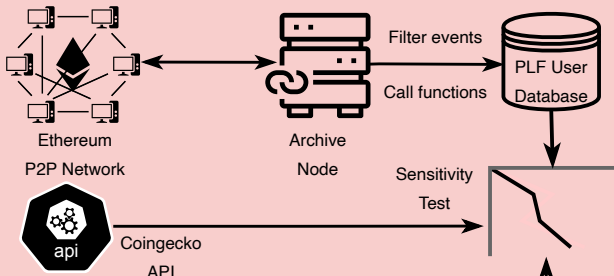 Filter events
Call functions
PLF User
Database
Ethereum
P2P Network
Archive
Node
Sensitivity
Test
api
Coingecko
API